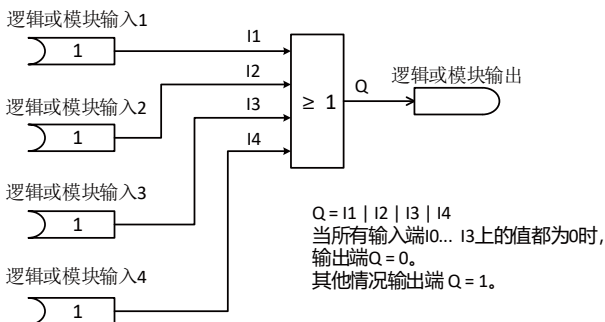 逻辑或模块输入1
1
I1
逻辑或模块输入2
1
I2
逻辑或模块输入3
1
I3
逻辑或模块输入4
1
I4
≥ 1
Q
逻辑或模块输出
Q = I1 | I2 | I3 | I4
当所有输入端I0... I3上的值都为0时,
输出端Q = 0。
其他情况输出端 Q = 1。